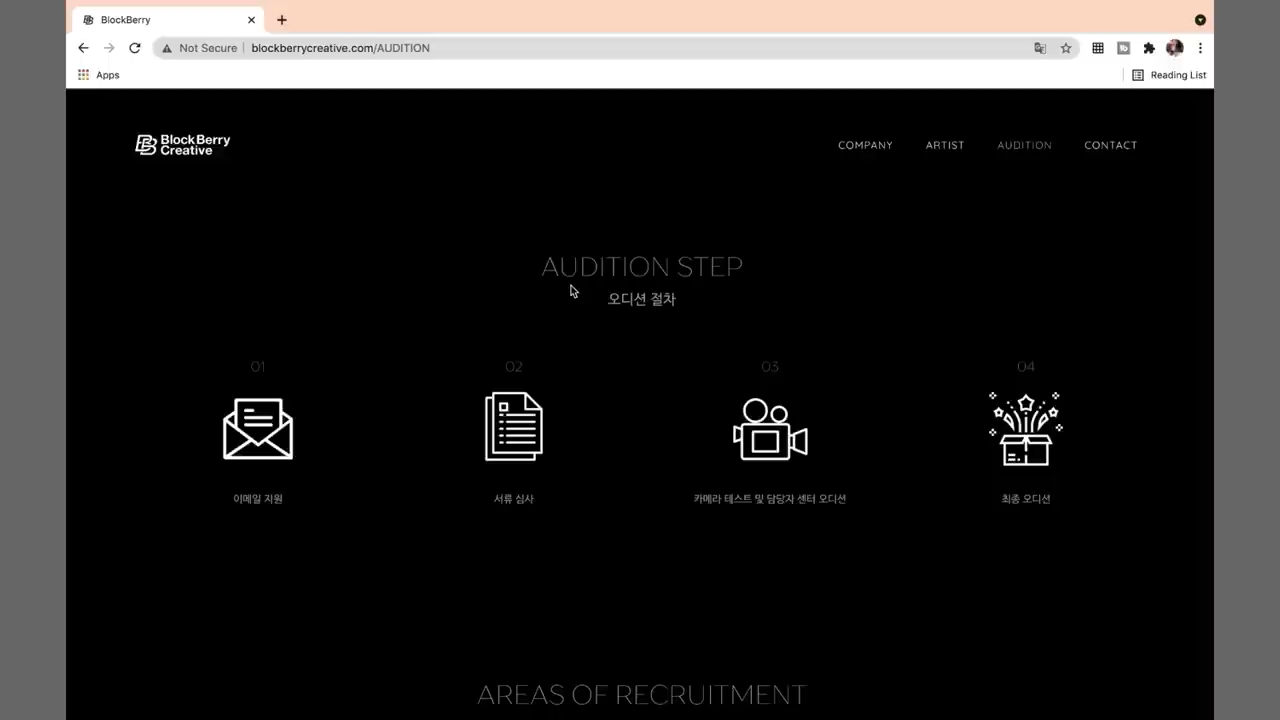 BlockBerry
Not Secure
blockberrycreative.com/AUDITION
Apps
Reading List
BlockBerry
Creative
COMPANY
ARTIST
AUDITION
CONTACT
AUDITION STEP
오디션 절차
01
02
03
04
이메일 지원
서류 심사
카메라 테스트 및 담당자 센터 오디션
최종 오디션
AREAS OF RECRUITMENT